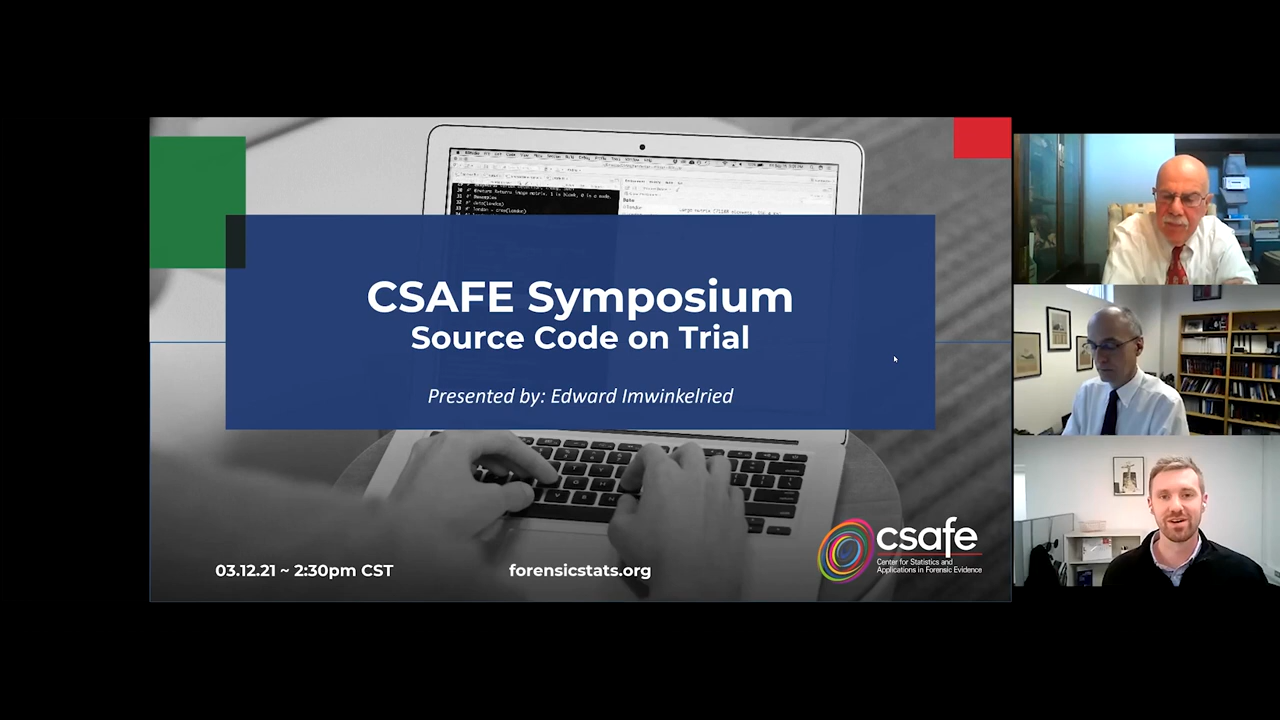 CSAFE Symposium
Source Code on Trial
Presented by: Edward Imwinkelried
03.12.21 ~ 2:30pm CST
forensicstats.org
csafe
Center for Statistics and
Applications in Forensic Evidence